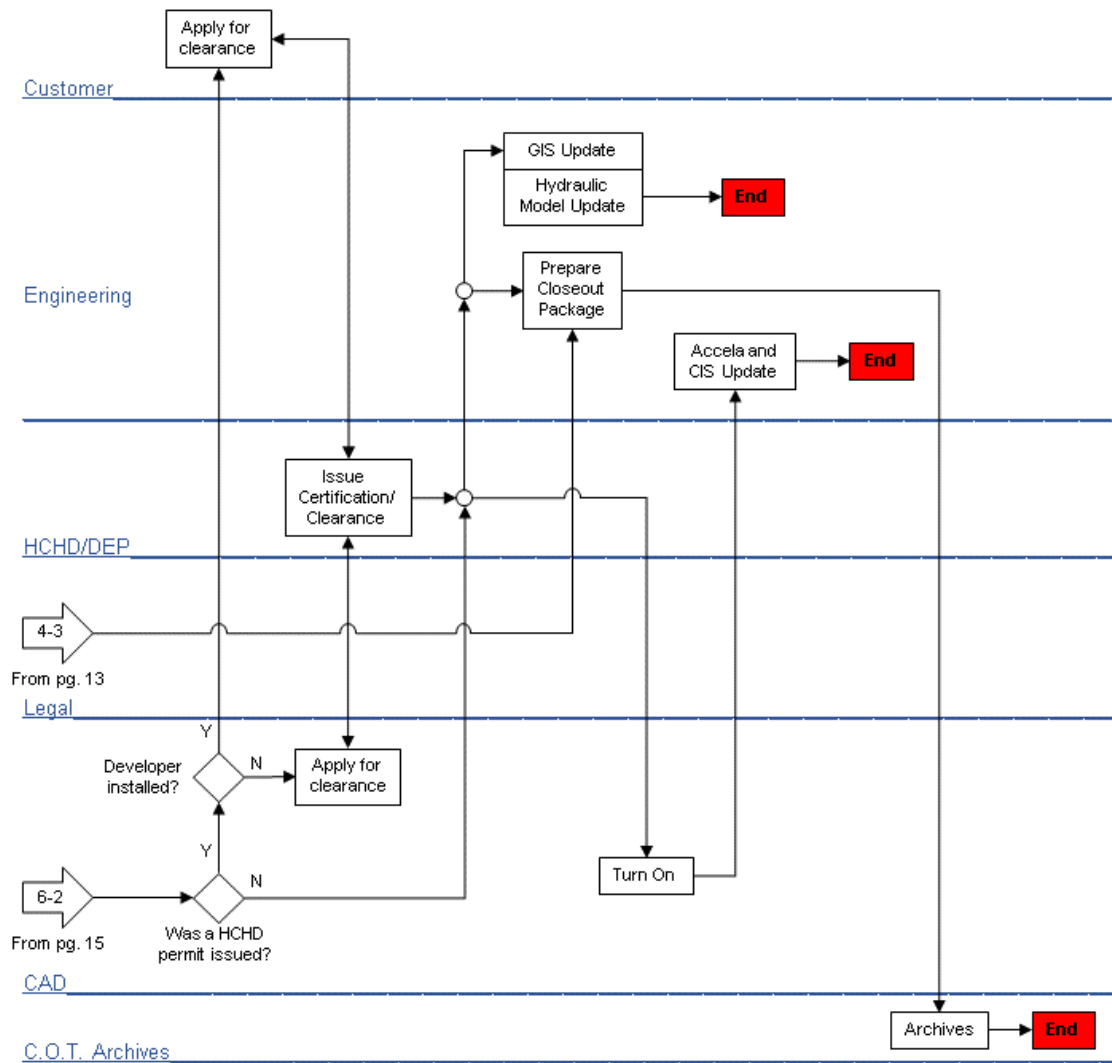 Apply for
clearance
Customer
GIS Update
Hydraulic
Model Update
End
Prepare
Closeout
Package
Engineering
Accela and
CIS Update
End
Issue
Certification/
Clearance
HCHD/DEP
4-3
From pg. 13
Legal
Y
Developer
installed?
N
Apply for
clearance
Y
6-2
N
Turn On
From pg. 15
Was a HCHD
permit issued?
CAD
Archives
End
C.O.T. Archives